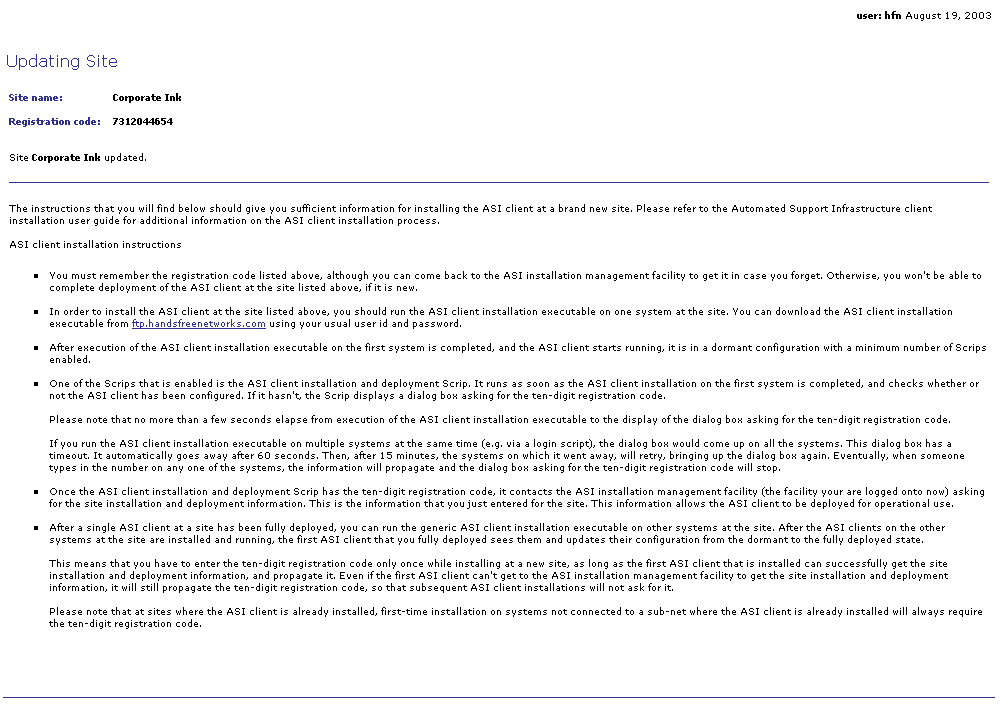 user: hfn August 19, 2003
Updating Site
Site name: Corporate Ink
Registration code: 7312044654
Site Corporate Ink updated.
The instructions that you will find below should give you sufficient information for installing the ASI client at a brand new site. Please refer to the Automated Support Infrastructure client
installation user guide for additional information on the ASI client installation process.
ASI client installation instructions
▪ You must remember the registration code listed above, although you can come back to the ASI installation management facility to get it in case you forget. Otherwise, you won't be able to
complete deployment of the ASI client at the site listed above, if it is new.
▪ In order to install the ASI client at the site listed above, you should run the ASI client installation executable on one system at the site. You can download the ASI client installation
executable from ftp.handsfreenetworks.com using your usual user id and password.
▪ After execution of the ASI client installation executable on the first system is completed, and the ASI client starts running, it is in a dormant configuration with a minimum number of Scrips
enabled.
▪ One of the Scrips that is enabled is the ASI client installation and deployment Scrip. It runs as soon as the ASI client installation on the first system is completed, and checks whether or
not the ASI client has been configured. If it hasn't, the Scrip displays a dialog box asking for the ten-digit registration code.
Please note that no more than a few seconds elapse from execution of the ASI client installation executable to the display of the dialog box asking for the ten-digit registration code.
If you run the ASI client installation executable on multiple systems at the same time (e.g. via a login script), the dialog box would come up on all the systems. This dialog box has a
timeout. It automatically goes away after 60 seconds. Then, after 15 minutes, the systems on which it went away, will retry, bringing up the dialog box again. Eventually, when someone
types in the number on any one of the systems, the information will propagate and the dialog box asking for the ten-digit registration code will stop.
▪ Once the ASI client installation and deployment Scrip has the ten-digit registration code, it contacts the ASI installation management facility (the facility your are logged onto now) asking
for the site installation and deployment information. This is the information that you just entered for the site. This information allows the ASI client to be deployed for operational use.
▪ After a single ASI client at a site has been fully deployed, you can run the generic ASI client installation executable on other systems at the site. After the ASI clients on the other
systems at the site are installed and running, the first ASI client that you fully deployed sees them and updates their configuration from the dormant to the fully deployed state.
This means that you have to enter the ten-digit registration code only once while installing at a new site, as long as the first ASI client that is installed can successfully get the site
installation and deployment information, and propagate it. Even if the first ASI client can't get to the ASI installation management facility to get the site installation and deployment
information, it will still propagate the ten-digit registration code, so that subsequent ASI client installations will not ask for it.
Please note that at sites where the ASI client is already installed, first-time installation on systems not connected to a sub-net where the ASI client is already installed will always require
the ten-digit registration code.